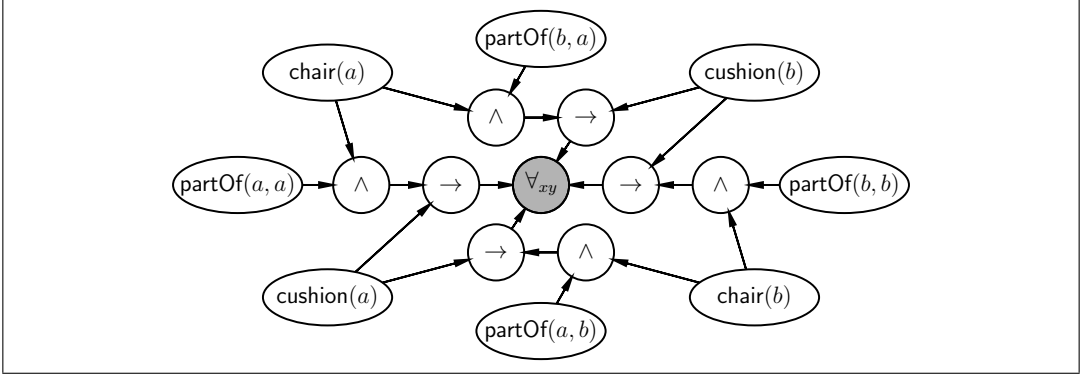 partOf(b, a)
chair(a)
cushion(b)
∧
→
partOf(a, a)
∧
→
∀xy
→
∧
partOf(b, b)
→
∧
cushion(a)
chair(b)
partOf(a, b)